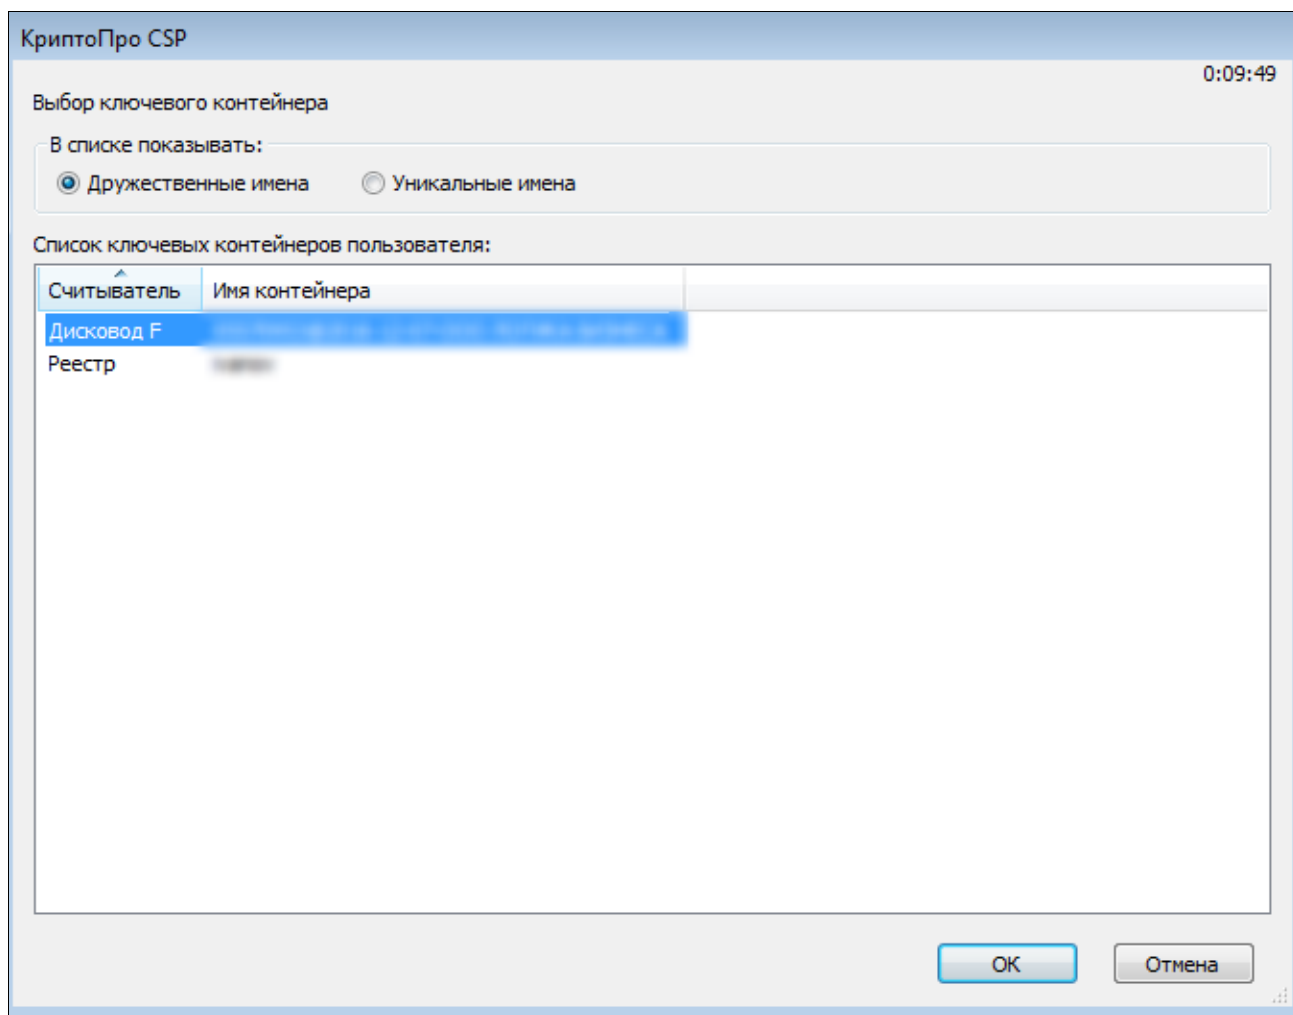 КриптоПро CSP
0:09:49
Выбор ключевого контейнера
В списке показывать:
Дружественные имена Уникальные имена
Список ключевых контейнеров пользователя:
Считыватель Имя контейнера
Дисковод F
Реестр
ОК Отмена